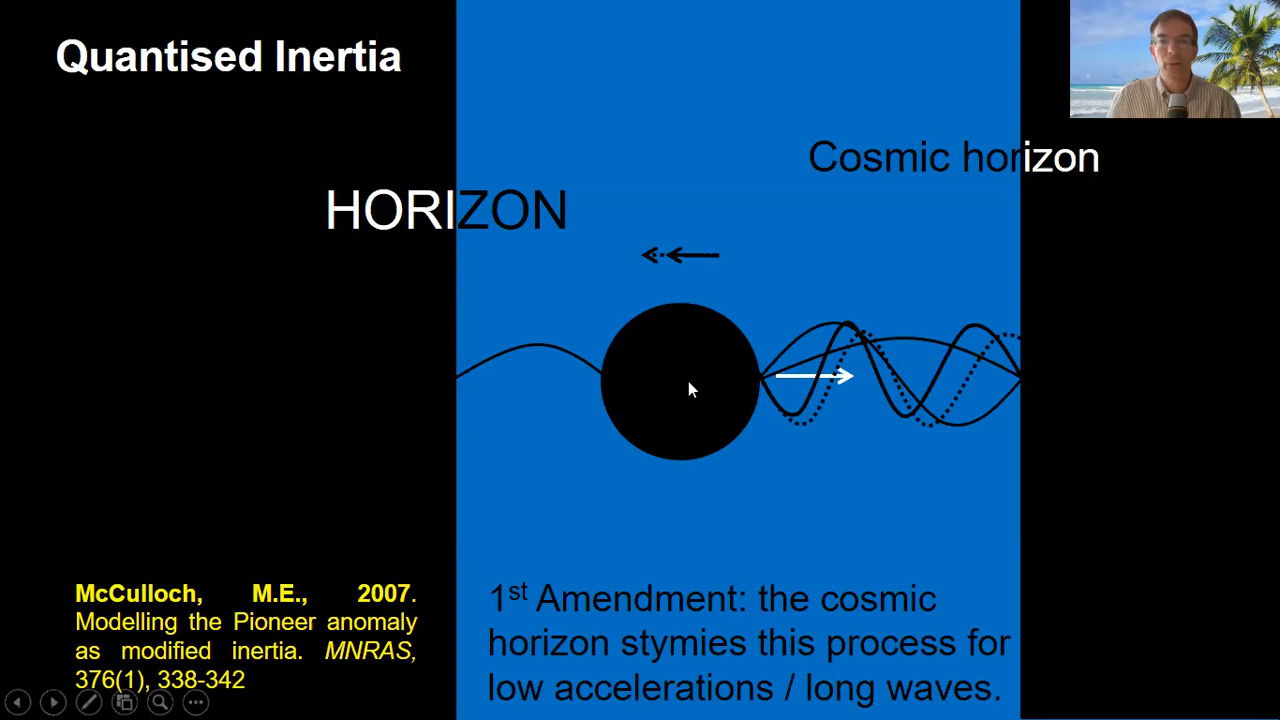 Quantised Inertia
Cosmic horizon
HORIZON
McCulloch, M.E., 2007.
Modelling the Pioneer anomaly
as modified inertia. MNRAS,
376(1), 338-342
1st Amendment: the cosmic
horizon stymies this process for
low accelerations / long waves.